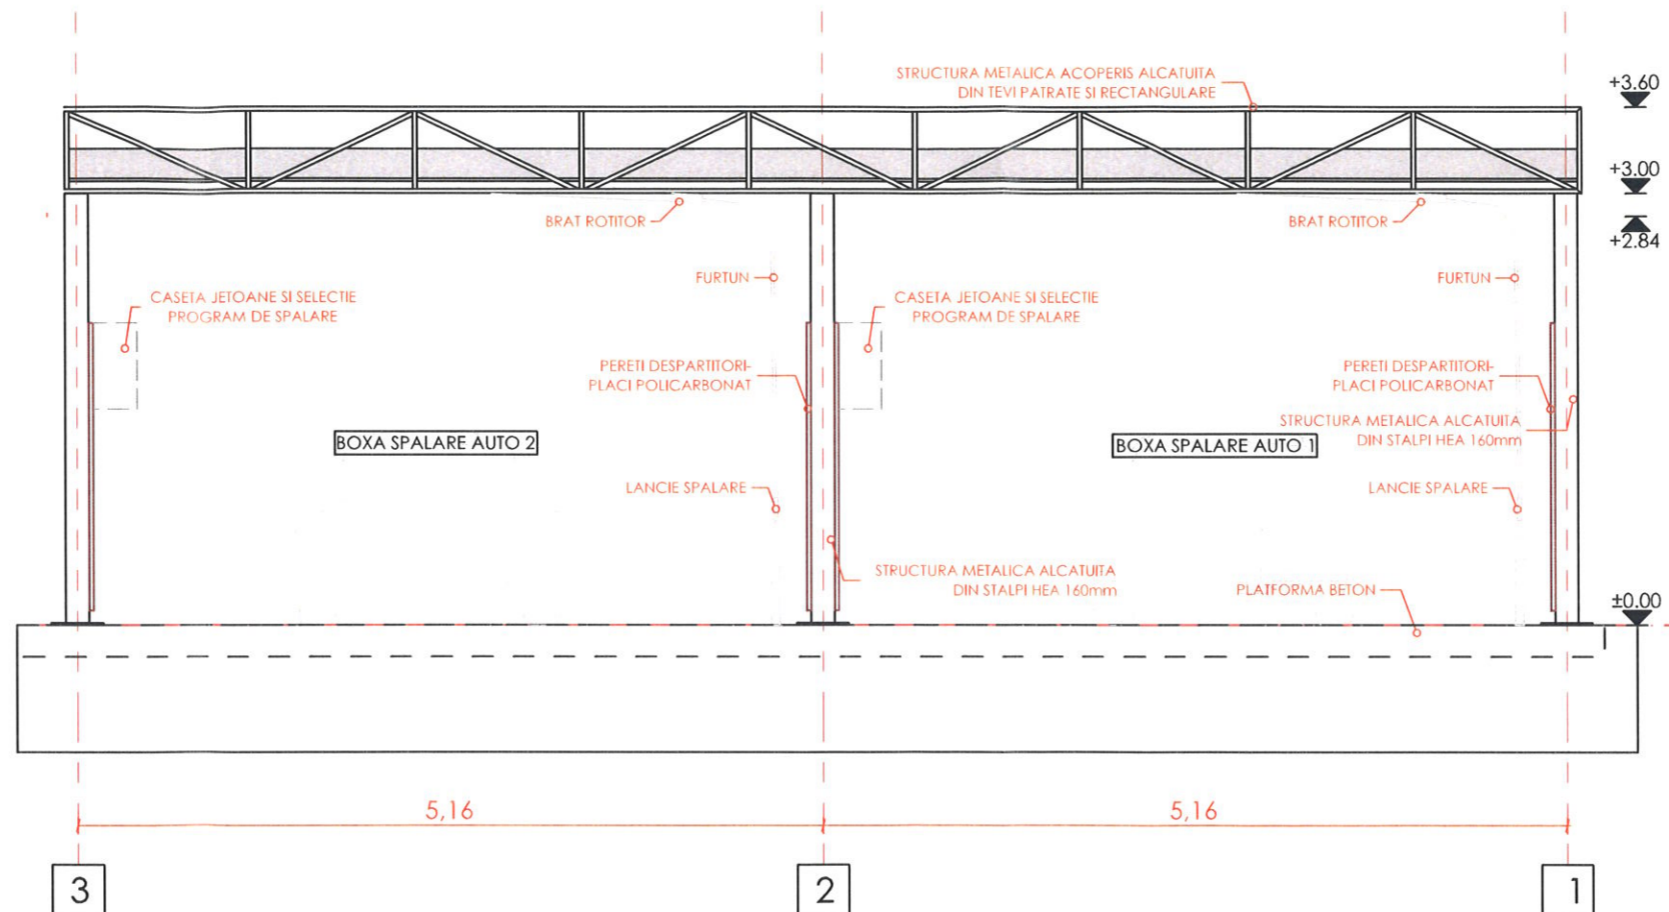 STRUCTURA METALICA ACOPERIS ALCATUITA
DIN TEVI PATRATE SI RECTANGULARE
+3.60
+3.00
+2.84
BRAT ROTITOR
BRAT ROTITOR
FURTUN
FURTUN
CASETA JETOANE SI SELECTIE
PROGRAM DE SPALARE
CASETA JETOANE SI SELECTIE
PROGRAM DE SPALARE
PERETI DESPARTITORI-
PLACI POLICARBONAT
PERETI DESPARTITORI-
PLACI POLICARBONAT
STRUCTURA METALICA ALCATUITA
DIN STALPI HEA 160mm
BOXA SPALARE AUTO 2
BOXA SPALARE AUTO 1
LANCIE SPALARE
LANCIE SPALARE
STRUCTURA METALICA ALCATUITA
DIN STALPI HEA 160mm
PLATFORMA BETON
±0.00
5,16
5,16
3
2
1